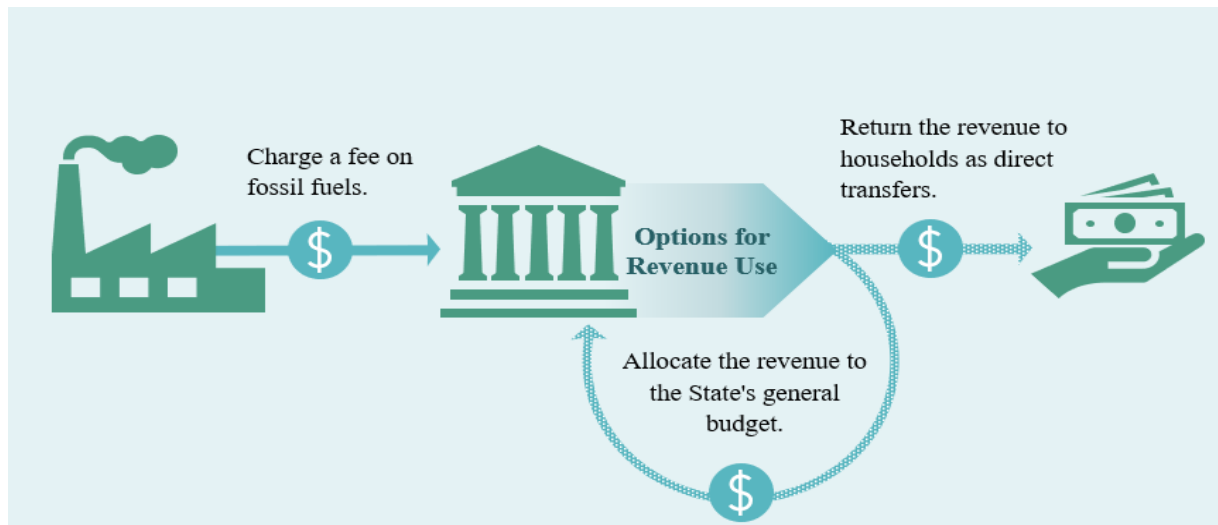 Charge a fee on
fossil fuels.
$
Options for
Revenue Use
Return the revenue to
households as direct
transfers.
$
Allocate the revenue to
the State's general
budget.
$